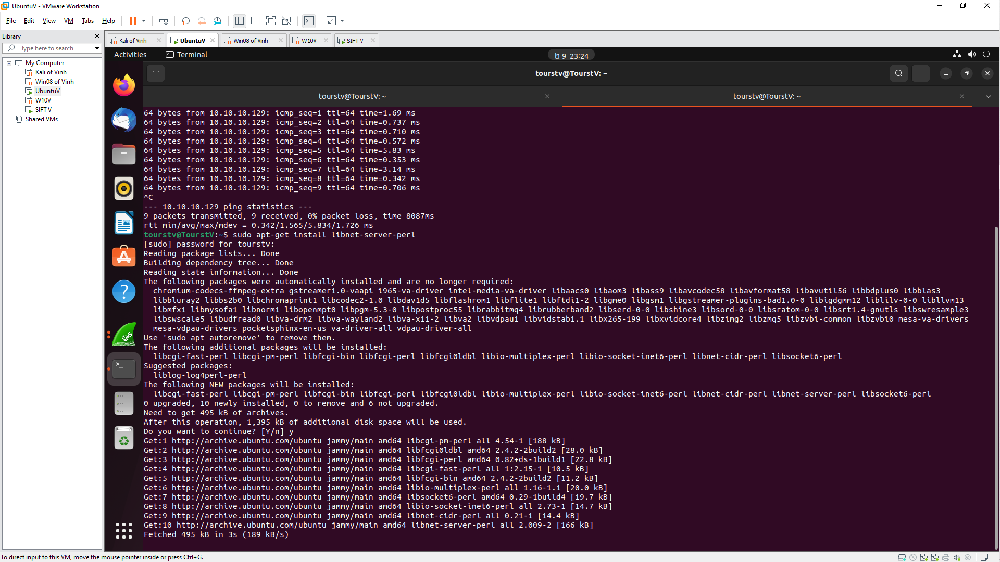 UbuntuV - VMware Workstation
File Edit View VM Tabs Help
Library
Type here to search
My Computer
Kali of Vinh
Win08 of Vinh
UbuntuV
W10V
SIFT V
Shared VMs
Kali of Vinh UbuntuV Win08 of Vinh W10V SIFT V
Activities Terminal 9 23:24
tourstv@TourstV: ~
tourstv@TourstV: ~ tourstv@TourstV: ~
64 bytes from 10.10.10.129: icmp_seq=1 ttl=64 time=1.69 ms
64 bytes from 10.10.10.129: icmp_seq=2 ttl=64 time=0.737 ms
64 bytes from 10.10.10.129: icmp_seq=3 ttl=64 time=0.710 ms
64 bytes from 10.10.10.129: icmp_seq=4 ttl=64 time=0.572 ms
64 bytes from 10.10.10.129: icmp_seq=5 ttl=64 time=5.83 ms
64 bytes from 10.10.10.129: icmp_seq=6 ttl=64 time=0.353 ms
64 bytes from 10.10.10.129: icmp_seq=7 ttl=64 time=3.14 ms
64 bytes from 10.10.10.129: icmp_seq=8 ttl=64 time=0.342 ms
64 bytes from 10.10.10.129: icmp_seq=9 ttl=64 time=0.706 ms
^C
--- 10.10.10.129 ping statistics ---
9 packets transmitted, 9 received, 0% packet loss, time 8087ms
rtt min/avg/max/mdev = 0.342/1.565/5.834/1.726 ms
tourstv@TourstV:~$ sudo apt-get install libnet-server-perl
[sudo] password for tourstv:
Reading package lists... Done
Building dependency tree... Done
Reading state information... Done
The following packages were automatically installed and are no longer required:
chromium-codecs-ffmpeg-extra gstreamer1.0-vaapi i965-va-driver intel-media-va-driver libaacs0 libaom3 libass9 libavcodec58 libavformat58 libavutil56 libbdplus0 libblas3
libbluray2 libbs2b0 libchromaprint1 libcodec2-1.0 libdav1d5 libflashrom1 libflite1 libftdi1-2 libgme0 libgsm1 libgstreamer-plugins-bad1.0-0 libigdgmm12 liblilv-0-0 libllvm13
libmfx1 libmysofa1 libnorm1 libopenmpt0 libpgm-5.3-0 libpostproc55 librabbitmq4 librubberband2 libserd-0-0 libshine3 libsord-0-0 libsratom-0-0 libsrt1.4-gnutls libswresample3
libswscale5 libudfread0 libva-drm2 libva-wayland2 libva-x11-2 libva2 libvdpau1 libvidstab1.1 libx265-199 libxvidcore4 libzimg2 libzmq5 libzvbi-common libzvbi0 mesa-va-drivers
mesa-vdpau-drivers pocketsphinx-en-us va-driver-all vdpau-driver-all
Use 'sudo apt autoremove' to remove them.
The following additional packages will be installed:
libcgi-fast-perl libcgi-pm-perl libfcgi-bin libfcgi-perl libfcgi0ldbl libio-multiplex-perl libio-socket-inet6-perl libnet-cidr-perl libsocket6-perl
Suggested packages:
liblog-log4perl-perl
The following NEW packages will be installed:
libcgi-fast-perl libcgi-pm-perl libfcgi-bin libfcgi-perl libfcgi0ldbl libio-multiplex-perl libio-socket-inet6-perl libnet-cidr-perl libnet-server-perl libsocket6-perl
0 upgraded, 10 newly installed, 0 to remove and 6 not upgraded.
Need to get 495 kB of archives.
After this operation, 1,395 kB of additional disk space will be used.
Do you want to continue? [Y/n] y
Get:1 http://archive.ubuntu.com/ubuntu jammy/main amd64 libcgi-pm-perl all 4.54-1 [188 kB]
Get:2 http://archive.ubuntu.com/ubuntu jammy/main amd64 libfcgi0ldbl amd64 2.4.2-2build2 [28.0 kB]
Get:3 http://archive.ubuntu.com/ubuntu jammy/main amd64 libfcgi-perl amd64 0.82+ds-1build1 [22.8 kB]
Get:4 http://archive.ubuntu.com/ubuntu jammy/main amd64 libcgi-fast-perl all 1:2.15-1 [10.5 kB]
Get:5 http://archive.ubuntu.com/ubuntu jammy/main amd64 libfcgi-bin amd64 2.4.2-2build2 [11.2 kB]
Get:6 http://archive.ubuntu.com/ubuntu jammy/main amd64 libio-multiplex-perl all 1.16-1.1 [20.0 kB]
Get:7 http://archive.ubuntu.com/ubuntu jammy/main amd64 libsocket6-perl amd64 0.29-1build4 [19.7 kB]
Get:8 http://archive.ubuntu.com/ubuntu jammy/main amd64 libio-socket-inet6-perl all 2.73-1 [14.7 kB]
Get:9 http://archive.ubuntu.com/ubuntu jammy/main amd64 libnet-cidr-perl all 0.21-1 [14.4 kB]
Get:10 http://archive.ubuntu.com/ubuntu jammy/main amd64 libnet-server-perl all 2.009-2 [166 kB]
Fetched 495 kB in 3s (189 kB/s)
To direct input to this VM, move the mouse pointer inside or press Ctrl+G.